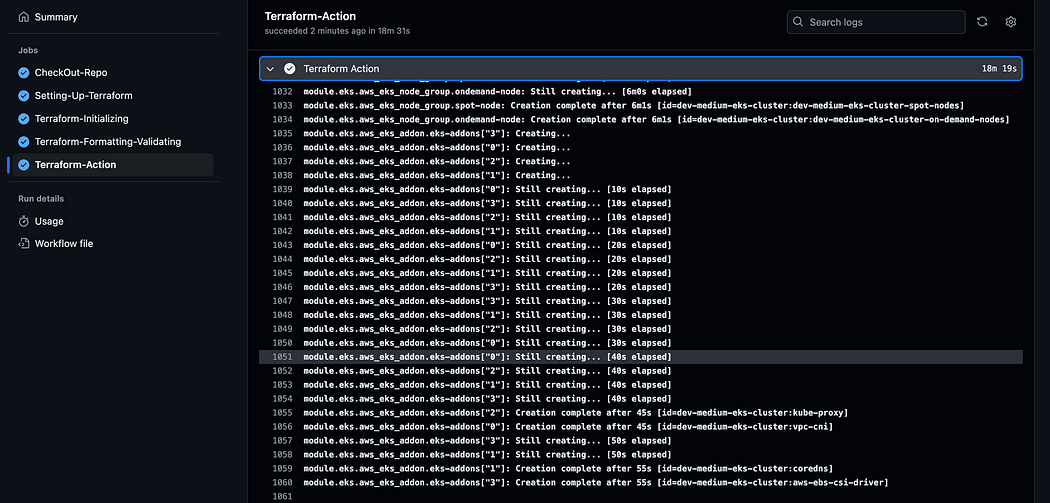 Summary
Jobs
CheckOut-Repo
Setting-Up-Terraform
Terraform-Initializing
Terraform-Formatting-Validating
Terraform-Action
Run details
Usage
Workflow file
Terraform-Action
succeeded 2 minutes ago in 18m 31s
Search logs
Terraform Action 18m 19s
1032 module.eks.aws_eks_node_group.ondemand-node: Still creating... [6m0s elapsed]
1033 module.eks.aws_eks_node_group.spot-node: Creation complete after 6m1s [id=dev-medium-eks-cluster:dev-medium-eks-cluster-spot-nodes]
1034 module.eks.aws_eks_node_group.ondemand-node: Creation complete after 6m1s [id=dev-medium-eks-cluster:dev-medium-eks-cluster-on-demand-nodes]
1035 module.eks.aws_eks_addon.eks-addons["3"]: Creating...
1036 module.eks.aws_eks_addon.eks-addons["0"]: Creating...
1037 module.eks.aws_eks_addon.eks-addons["2"]: Creating...
1038 module.eks.aws_eks_addon.eks-addons["1"]: Creating...
1039 module.eks.aws_eks_addon.eks-addons["0"]: Still creating... [10s elapsed]
1040 module.eks.aws_eks_addon.eks-addons["3"]: Still creating... [10s elapsed]
1041 module.eks.aws_eks_addon.eks-addons["2"]: Still creating... [10s elapsed]
1042 module.eks.aws_eks_addon.eks-addons["1"]: Still creating... [10s elapsed]
1043 module.eks.aws_eks_addon.eks-addons["0"]: Still creating... [20s elapsed]
1044 module.eks.aws_eks_addon.eks-addons["2"]: Still creating... [20s elapsed]
1045 module.eks.aws_eks_addon.eks-addons["1"]: Still creating... [20s elapsed]
1046 module.eks.aws_eks_addon.eks-addons["3"]: Still creating... [20s elapsed]
1047 module.eks.aws_eks_addon.eks-addons["3"]: Still creating... [30s elapsed]
1048 module.eks.aws_eks_addon.eks-addons["1"]: Still creating... [30s elapsed]
1049 module.eks.aws_eks_addon.eks-addons["2"]: Still creating... [30s elapsed]
1050 module.eks.aws_eks_addon.eks-addons["0"]: Still creating... [30s elapsed]
1051 module.eks.aws_eks_addon.eks-addons["0"]: Still creating... [40s elapsed]
1052 module.eks.aws_eks_addon.eks-addons["2"]: Still creating... [40s elapsed]
1053 module.eks.aws_eks_addon.eks-addons["1"]: Still creating... [40s elapsed]
1054 module.eks.aws_eks_addon.eks-addons["3"]: Still creating... [40s elapsed]
1055 module.eks.aws_eks_addon.eks-addons["2"]: Creation complete after 45s [id=dev-medium-eks-cluster:kube-proxy]
1056 module.eks.aws_eks_addon.eks-addons["0"]: Creation complete after 45s [id=dev-medium-eks-cluster:vpc-cni]
1057 module.eks.aws_eks_addon.eks-addons["3"]: Still creating... [50s elapsed]
1058 module.eks.aws_eks_addon.eks-addons["1"]: Still creating... [50s elapsed]
1059 module.eks.aws_eks_addon.eks-addons["1"]: Creation complete after 55s [id=dev-medium-eks-cluster:coredns]
1060 module.eks.aws_eks_addon.eks-addons["3"]: Creation complete after 55s [id=dev-medium-eks-cluster:aws-ebs-csi-driver]
1061